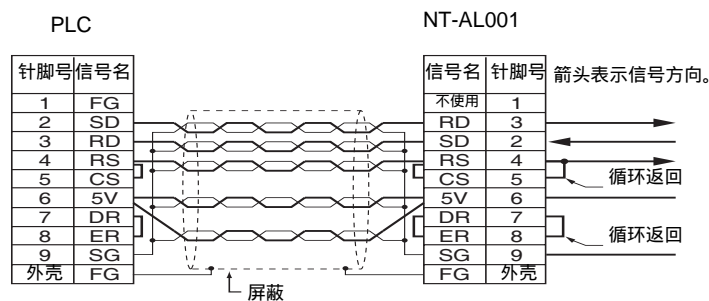 PLC NT-AL001
针脚号 信号名 信号名 针脚号 箭头表示信号方向。
1 FG 不使用 1
2 SD RD 3
3 RD SD 2
4 RS RS 4
5 CS CS 5 循环返回
6 5V 5V 6
7 DR DR 7
8 ER ER 8 循环返回
9 SG SG 9
外壳 FG FG 外壳
屏蔽